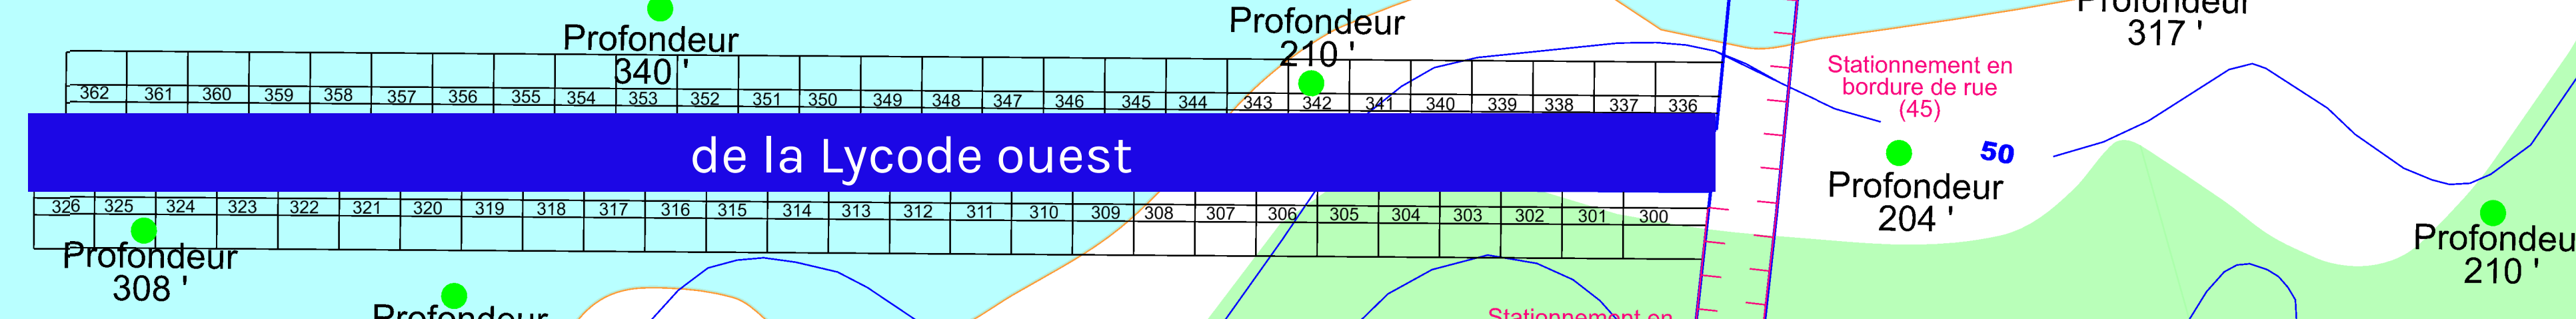 Profondeur
340 '
Profondeur
210 '
Profondeur
317 '
Stationnement en
bordure de rue
(45)
362 361 360 359 358 357 356 355 354 353 352 351 350 349 348 347 346 345 344 343 342 341 340 339 338 337 336
de la Lycode ouest
50
Profondeur
204 '
326 325 324 323 322 321 320 319 318 317 316 315 314 313 312 311 310 309 308 307 306 305 304 303 302 301 300
Profondeur
308 '
Profondeu
210 '
Profondeur
Stationnement en